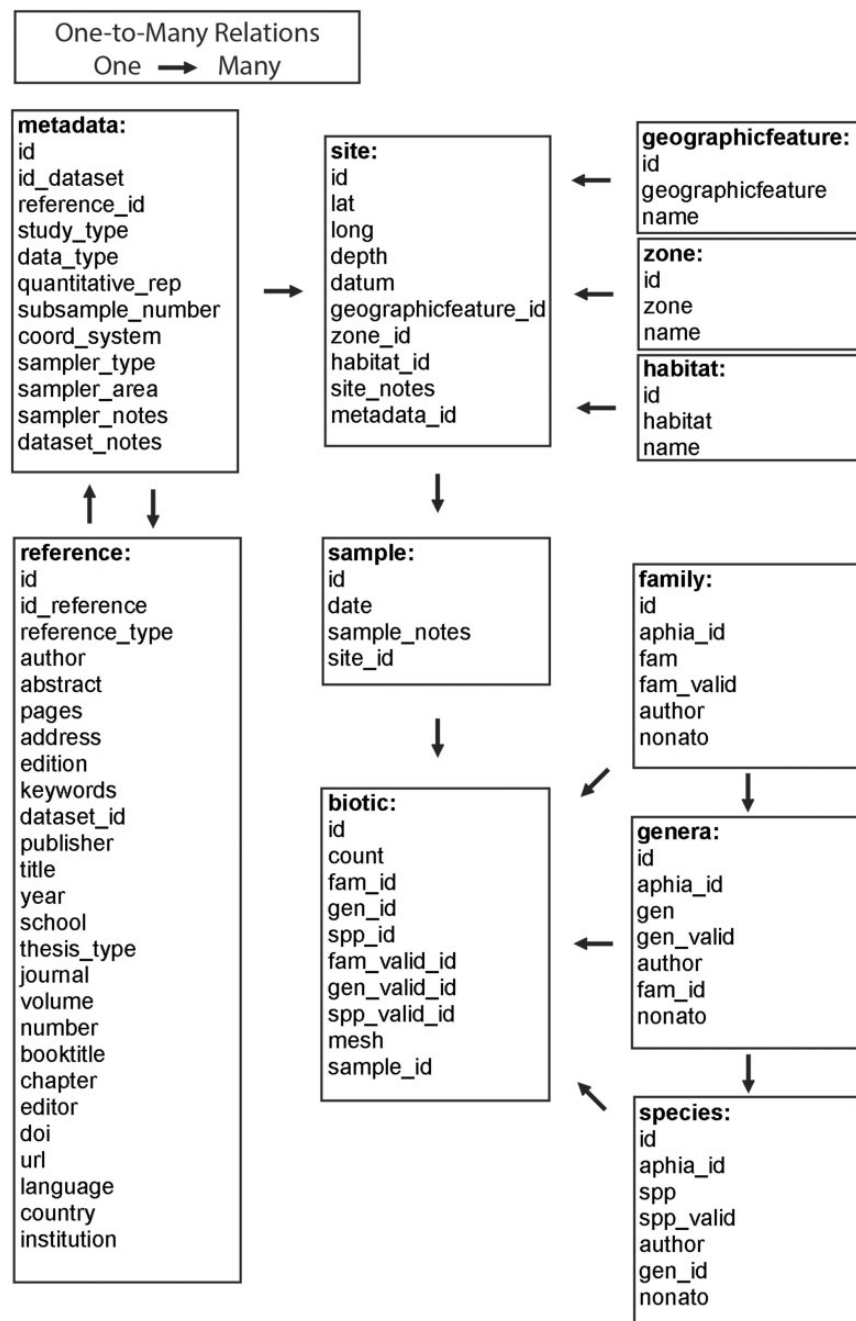 One-to-Many Relations
One → Many
metadata:
id
id_dataset
reference_id
study_type
data_type
quantitative_rep
subsample_number
coord_system
sampler_type
sampler_area
sampler_notes
dataset_notes
reference:
id
id_reference
reference_type
author
abstract
pages
address
edition
keywords
dataset_id
publisher
title
year
school
thesis_type
journal
volume
number
booktitle
chapter
editor
doi
url
language
country
institution
site:
id
lat
long
depth
datum
geographicfeature_id
zone_id
habitat_id
site_notes
metadata_id
sample:
id
date
sample_notes
site_id
biotic:
id
count
fam_id
gen_id
spp_id
fam_valid_id
gen_valid_id
spp_valid_id
mesh
sample_id
geographicfeature:
id
geographicfeature
name
zone:
id
zone
name
habitat:
id
habitat
name
family:
id
aphia_id
fam
fam_valid
author
nonato
genera:
id
aphia_id
gen
gen_valid
author
fam_id
nonato
species:
id
aphia_id
spp
spp_valid
author
gen_id
nonato